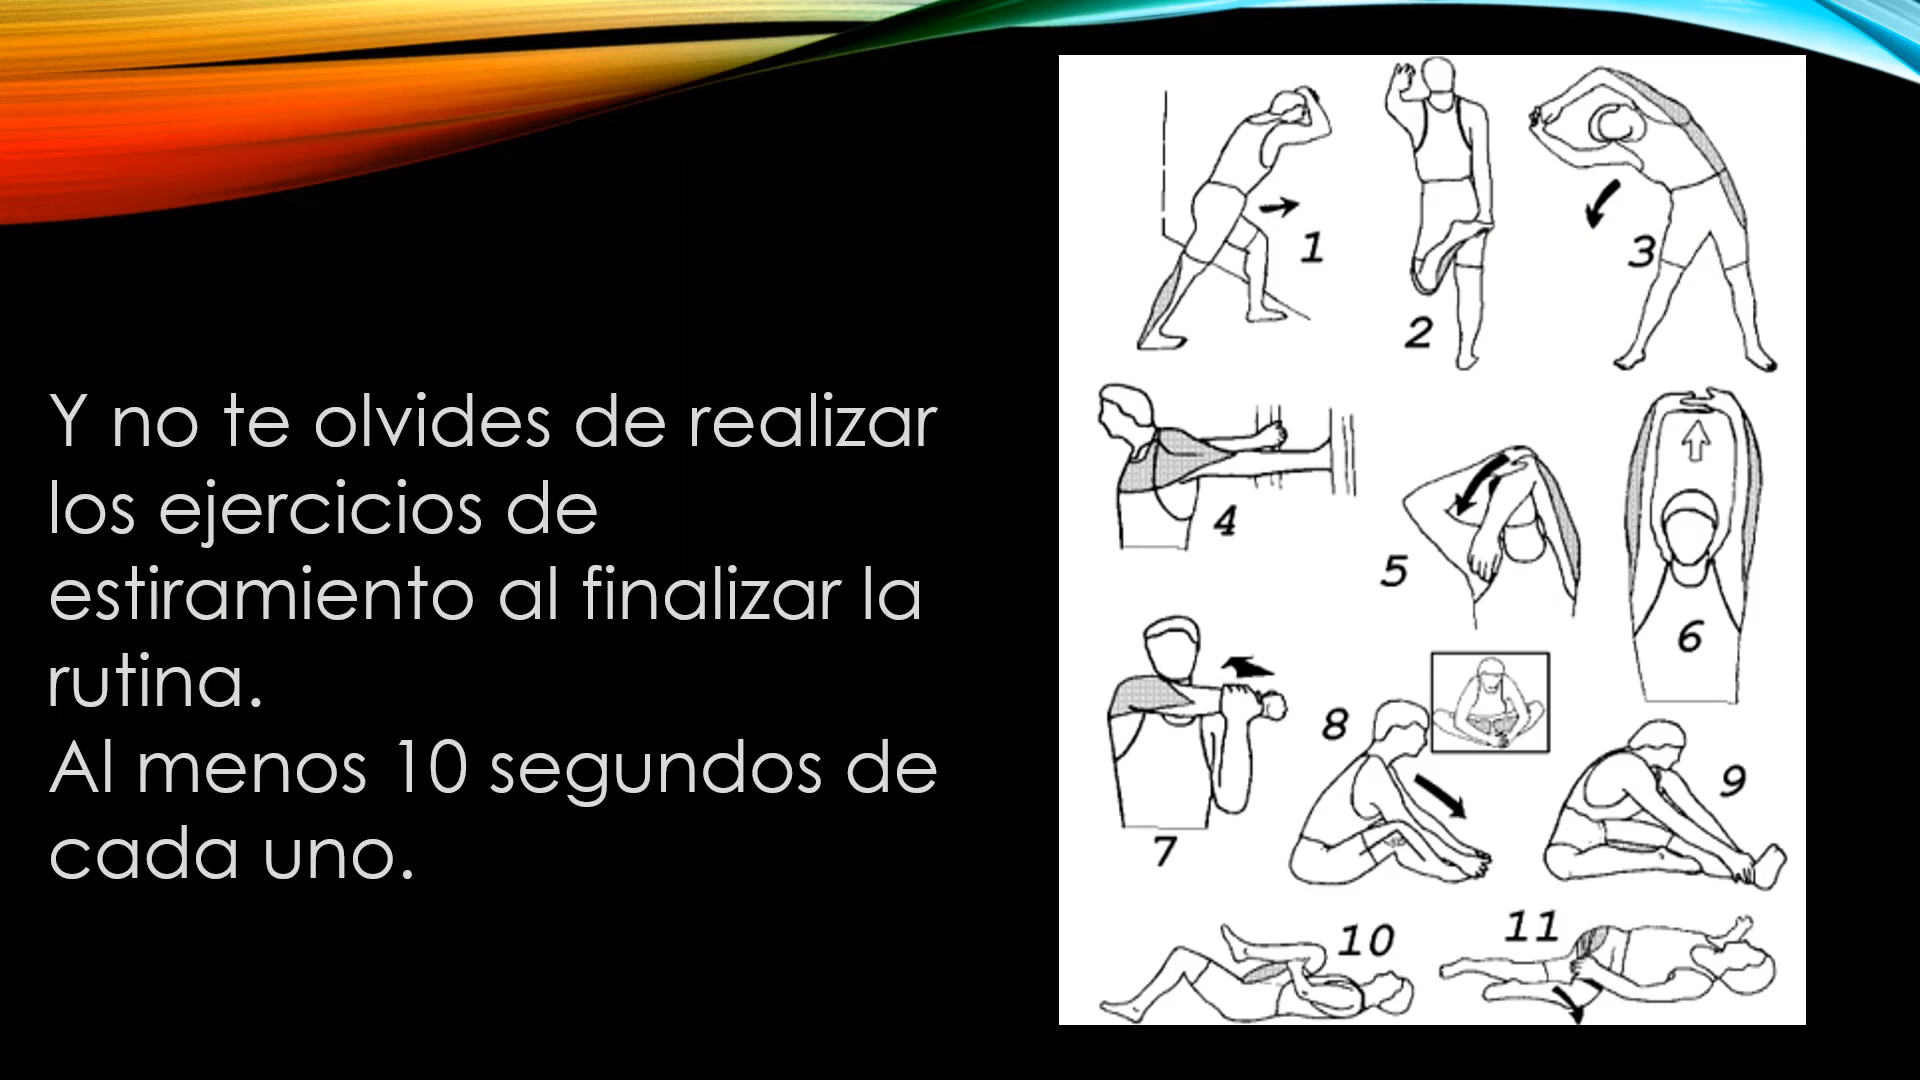 Y no te olvides de realizar
los ejercicios de
estiramiento al finalizar la
rutina.
Al menos 10 segundos de
cada uno.
1
2
3
4
5
6
7
8
9
10
11